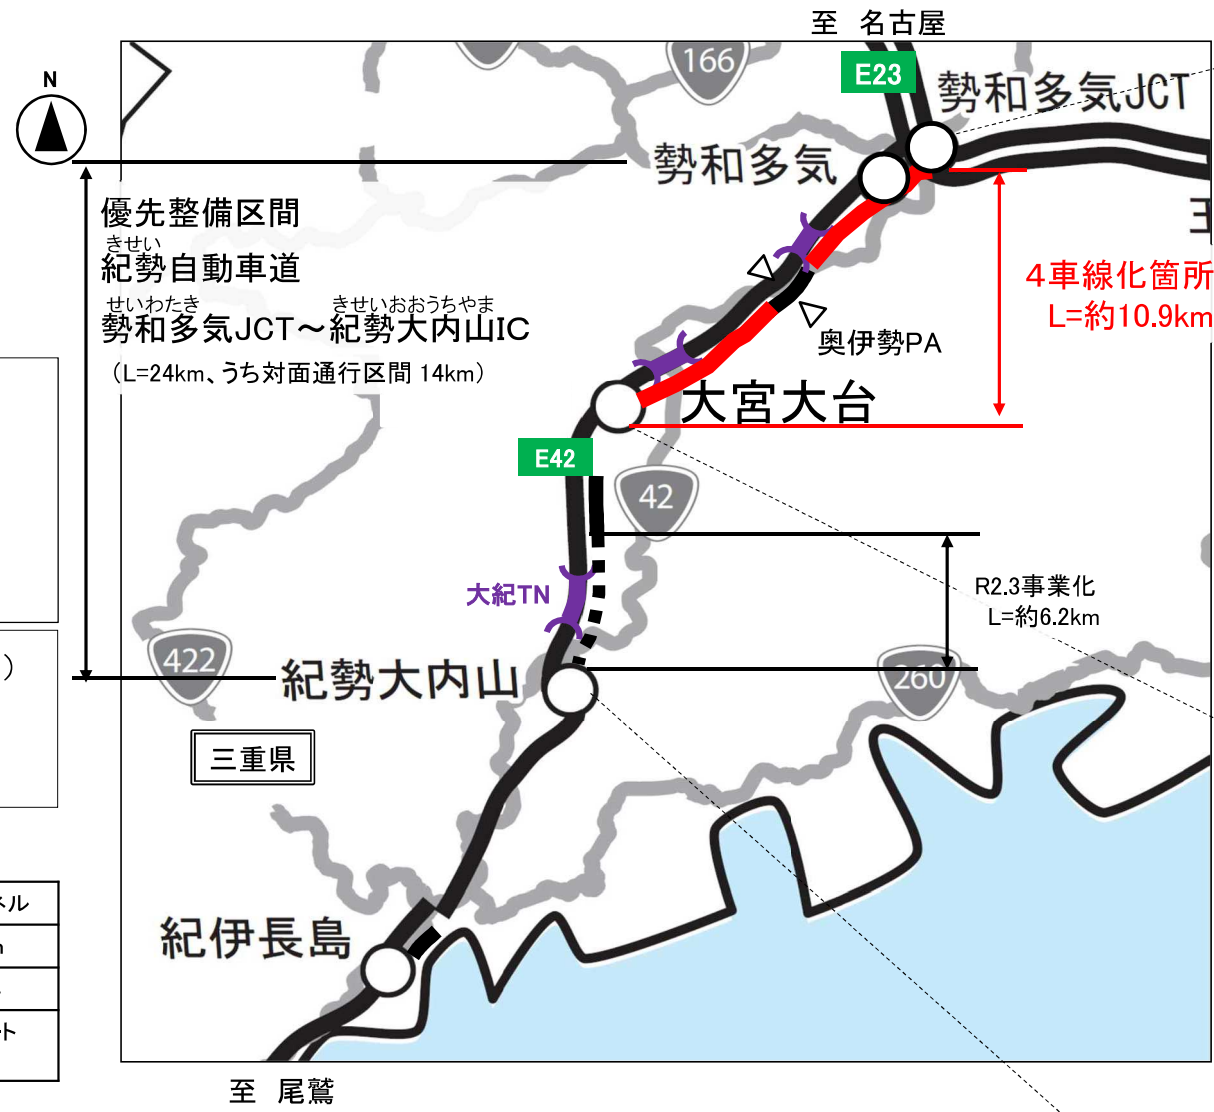 至 名古屋
N
166
E23
勢和多気JCT
勢和多気
優先整備区間
きせい
紀勢自動車道
せいわたき きせいおおうちやま
勢和多気JCT～紀勢大内山IC
（L=24km、うち対面通行区間 14km）
4車線化箇所
L=約10.9km
奥伊勢PA
大宮大台
E42
42
大紀TN
R2.3事業化
L=約6.2km
422
）
紀勢大内山
260
三重県
ネル
紀伊長島
ート
至 尾鷲